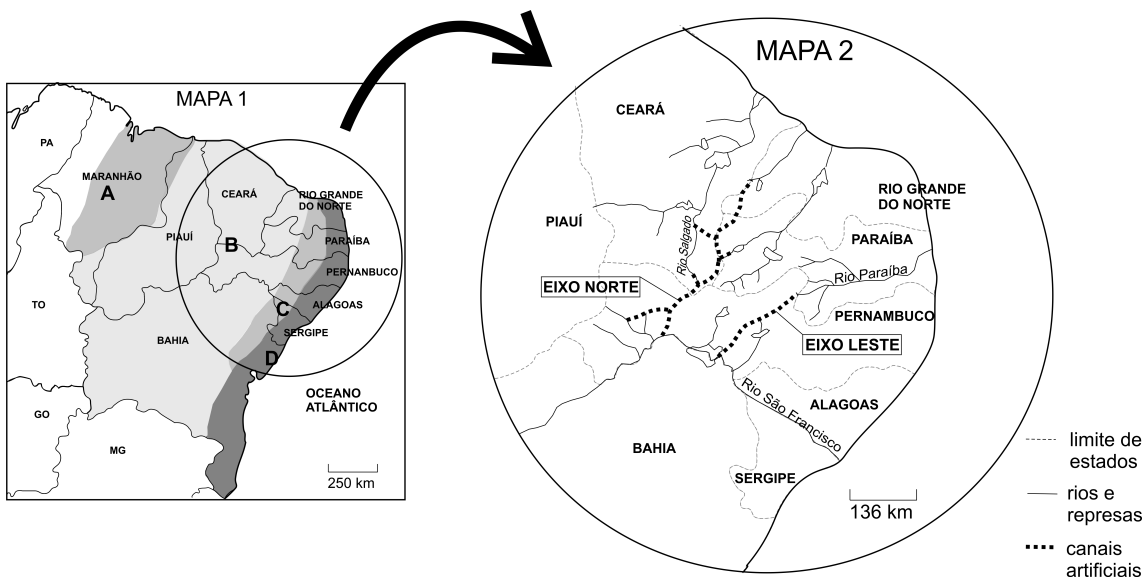 MAPA 1
PA
MARANHÃO
A
CEARÁ
RIO GRANDE
DO NORTE
PIAUÍ
B
PARAÍBA
PERNANBUCO
TO
C
ALAGOAS
SERGIPE
BAHIA
D
OCEANO
ATLÂNTICO
GO
MG
250 km
MAPA 2
CEARÁ
RIO GRANDE
DO NORTE
PIAUÍ
Rio Salgado
PARAÍBA
Rio Paraíba
EIXO NORTE
PERNAMBUCO
EIXO LESTE
Rio São Francisco
ALAGOAS
BAHIA
SERGIPE
136 km
limite de
estados
rios e
represas
canais
artificiais